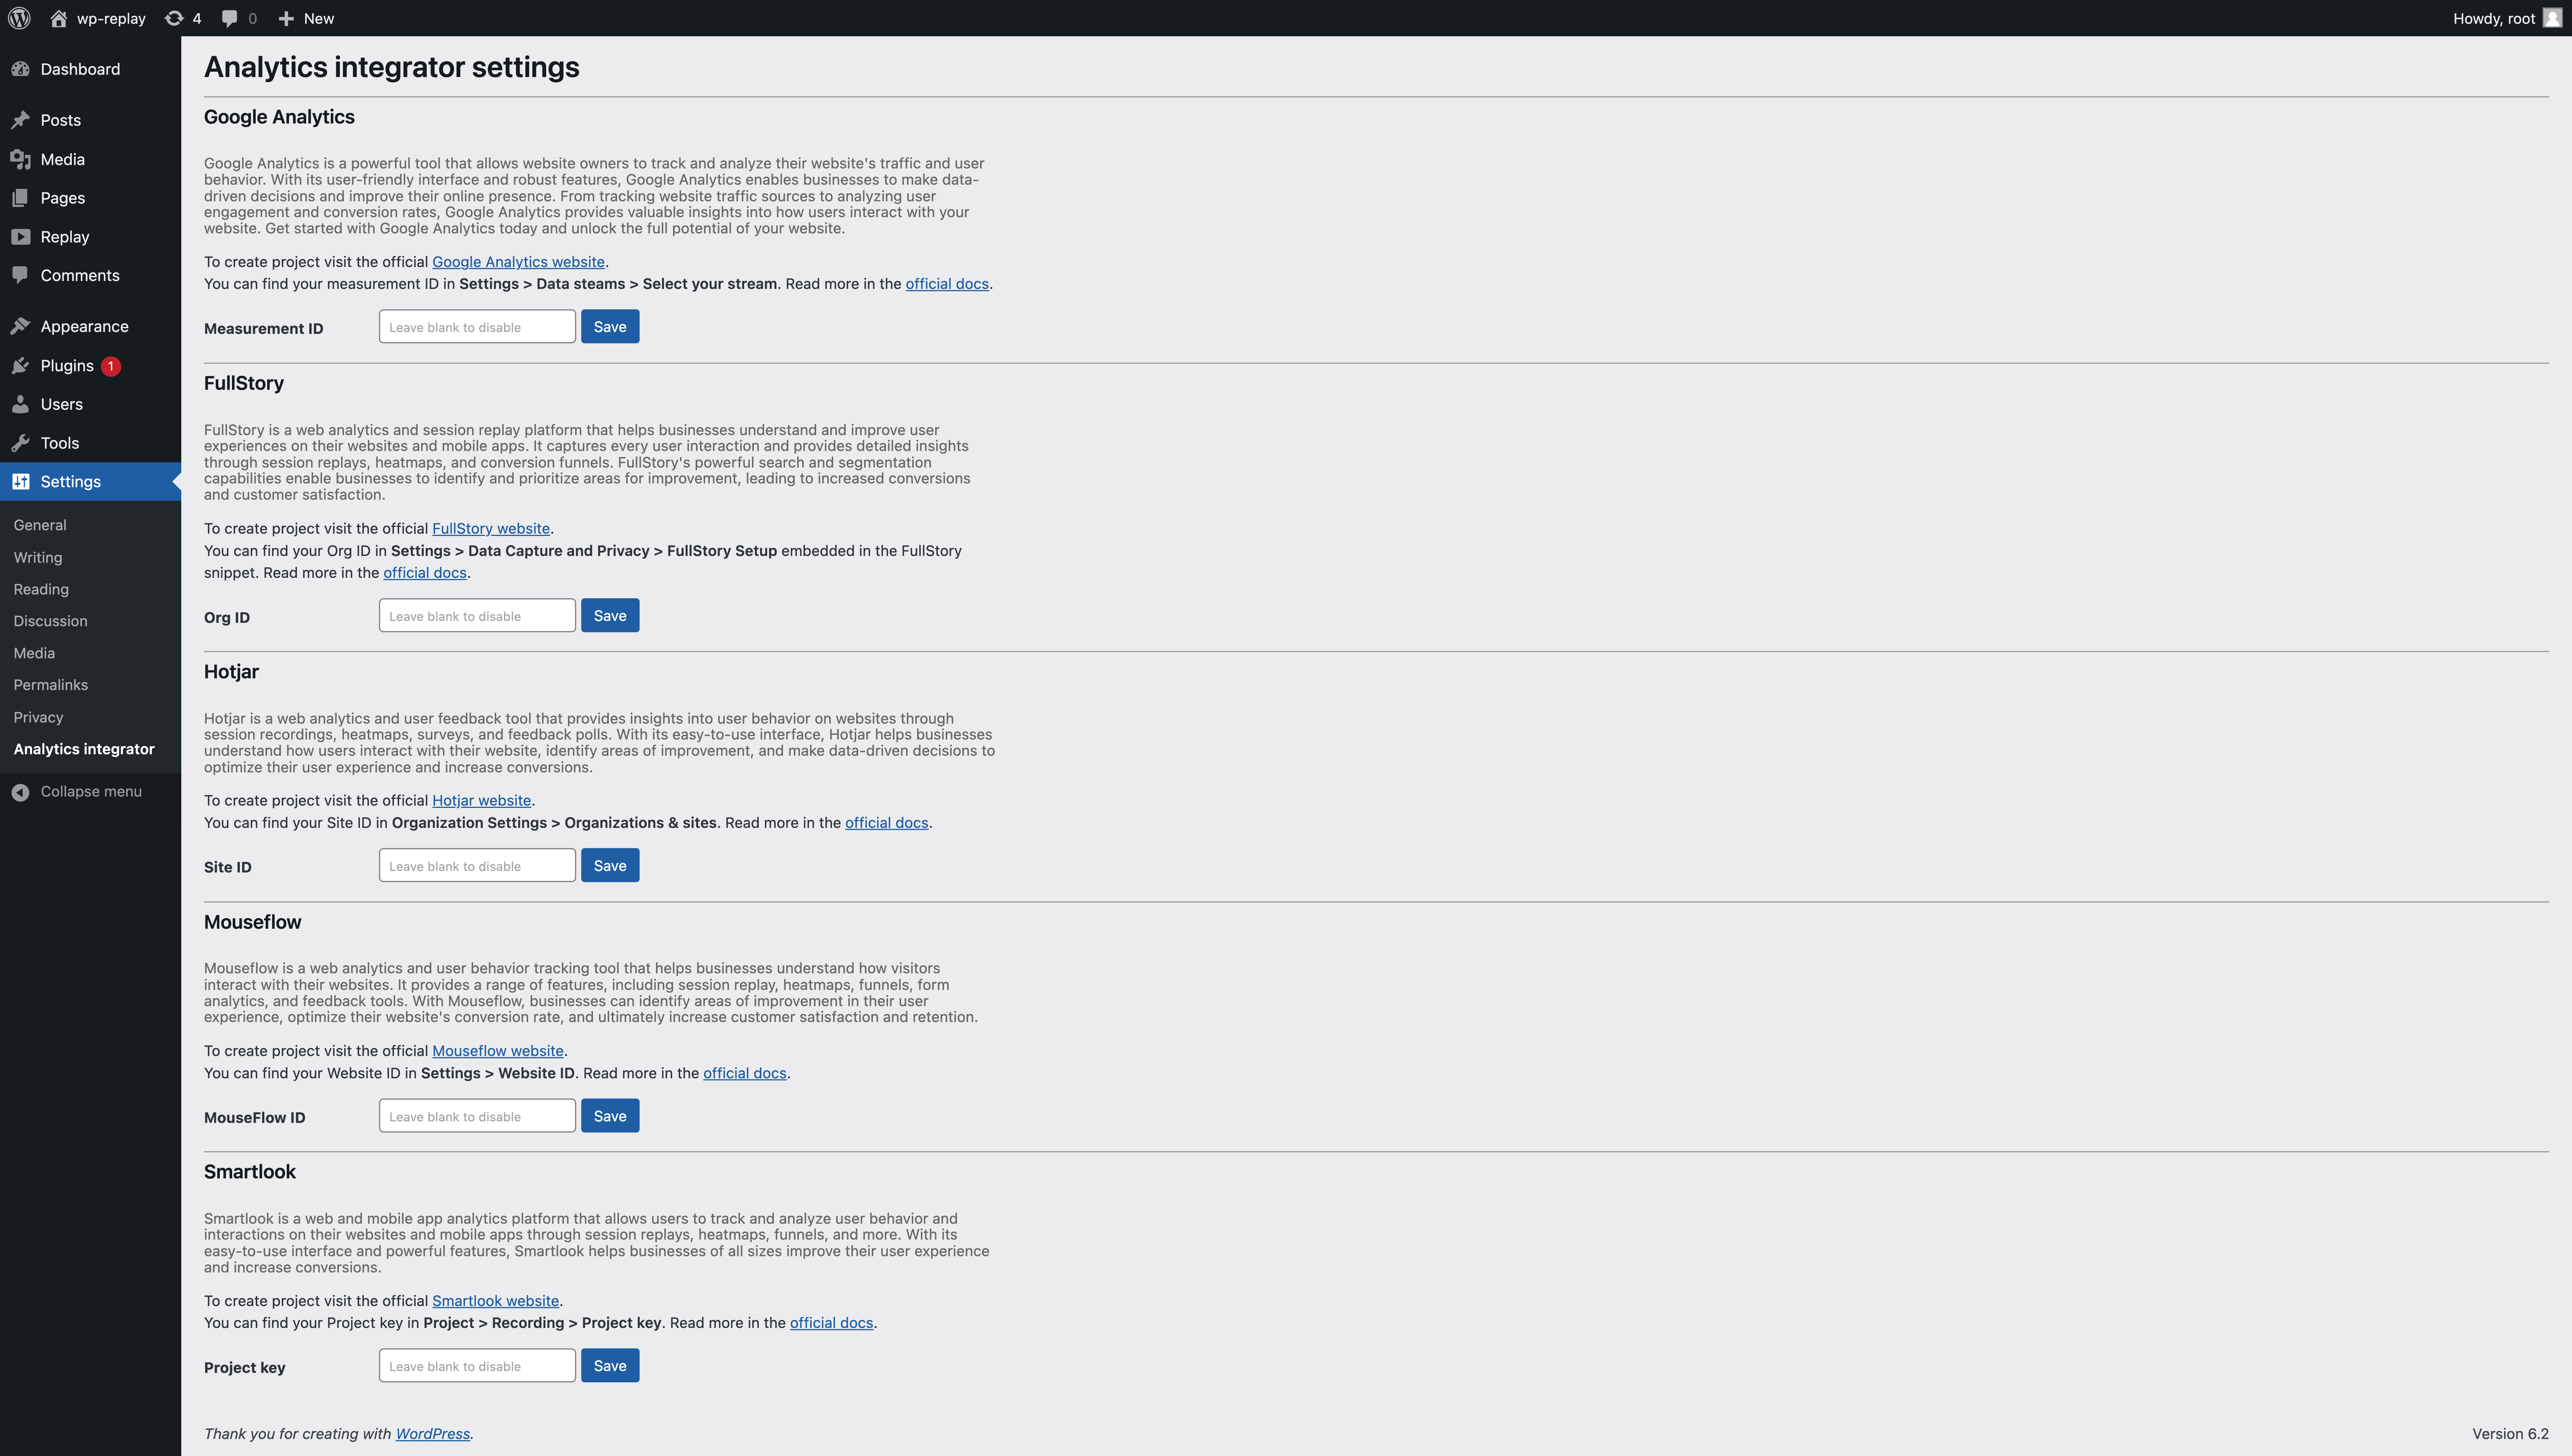 wp-replay 4 0 New Howdy, root
Dashboard
Posts
Media
Pages
Replay
Comments
Appearance
Plugins 1
Users
Tools
Settings
General
Writing
Reading
Discussion
Media
Permalinks
Privacy
Analytics integrator
Collapse menu
Analytics integrator settings
Google Analytics
Google Analytics is a powerful tool that allows website owners to track and analyze their website's traffic and user
behavior. With its user-friendly interface and robust features, Google Analytics enables businesses to make data-
driven decisions and improve their online presence. From tracking website traffic sources to analyzing user
engagement and conversion rates, Google Analytics provides valuable insights into how users interact with your
website. Get started with Google Analytics today and unlock the full potential of your website.
To create project visit the official Google Analytics website.
You can find your measurement ID in Settings > Data steams > Select your stream. Read more in the official docs.
Measurement ID Leave blank to disable Save
FullStory
FullStory is a web analytics and session replay platform that helps businesses understand and improve user
experiences on their websites and mobile apps. It captures every user interaction and provides detailed insights
through session replays, heatmaps, and conversion funnels. FullStory's powerful search and segmentation
capabilities enable businesses to identify and prioritize areas for improvement, leading to increased conversions
and customer satisfaction.
To create project visit the official FullStory website.
You can find your Org ID in Settings > Data Capture and Privacy > FullStory Setup embedded in the FullStory
snippet. Read more in the official docs.
Org ID Leave blank to disable Save
Hotjar
Hotjar is a web analytics and user feedback tool that provides insights into user behavior on websites through
session recordings, heatmaps, surveys, and feedback polls. With its easy-to-use interface, Hotjar helps businesses
understand how users interact with their website, identify areas of improvement, and make data-driven decisions to
optimize their user experience and increase conversions.
To create project visit the official Hotjar website.
You can find your Site ID in Organization Settings > Organizations & sites. Read more in the official docs.
Site ID Leave blank to disable Save
Mouseflow
Mouseflow is a web analytics and user behavior tracking tool that helps businesses understand how visitors
interact with their websites. It provides a range of features, including session replay, heatmaps, funnels, form
analytics, and feedback tools. With Mouseflow, businesses can identify areas of improvement in their user
experience, optimize their website's conversion rate, and ultimately increase customer satisfaction and retention.
To create project visit the official Mouseflow website.
You can find your Website ID in Settings > Website ID. Read more in the official docs.
MouseFlow ID Leave blank to disable Save
Smartlook
Smartlook is a web and mobile app analytics platform that allows users to track and analyze user behavior and
interactions on their websites and mobile apps through session replays, heatmaps, funnels, and more. With its
easy-to-use interface and powerful features, Smartlook helps businesses of all sizes improve their user experience
and increase conversions.
To create project visit the official Smartlook website.
You can find your Project key in Project > Recording > Project key. Read more in the official docs.
Project key Leave blank to disable Save
Thank you for creating with WordPress. Version 6.2